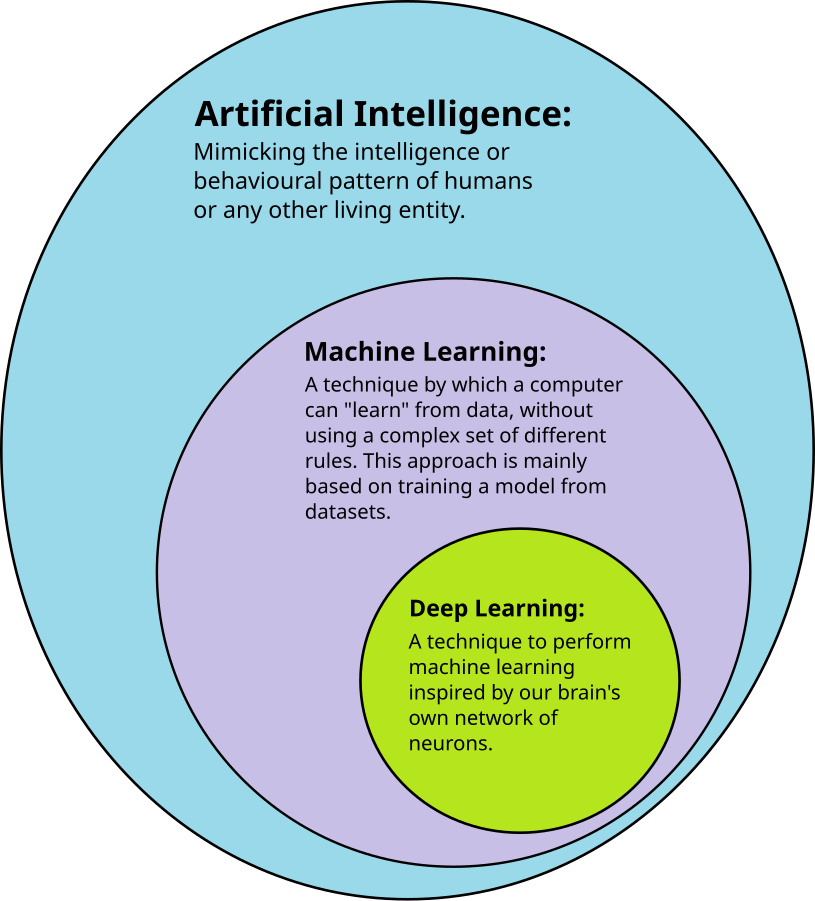 Artificial Intelligence:
Mimicking the intelligence or
behavioural pattern of humans
or any other living entity.
Machine Learning:
A technique by which a computer
can "learn" from data, without
using a complex set of different
rules. This approach is mainly
based on training a model from
datasets.
Deep Learning:
A technique to perform
machine learning
inspired by our brain's
own network of
neurons.